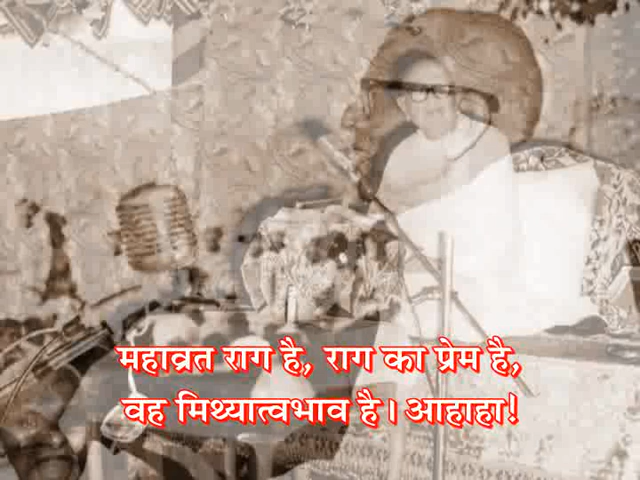 महाव्रत राग है, राग का प्रेम है,
वह मिथ्यात्वभाव है। आहाहा!